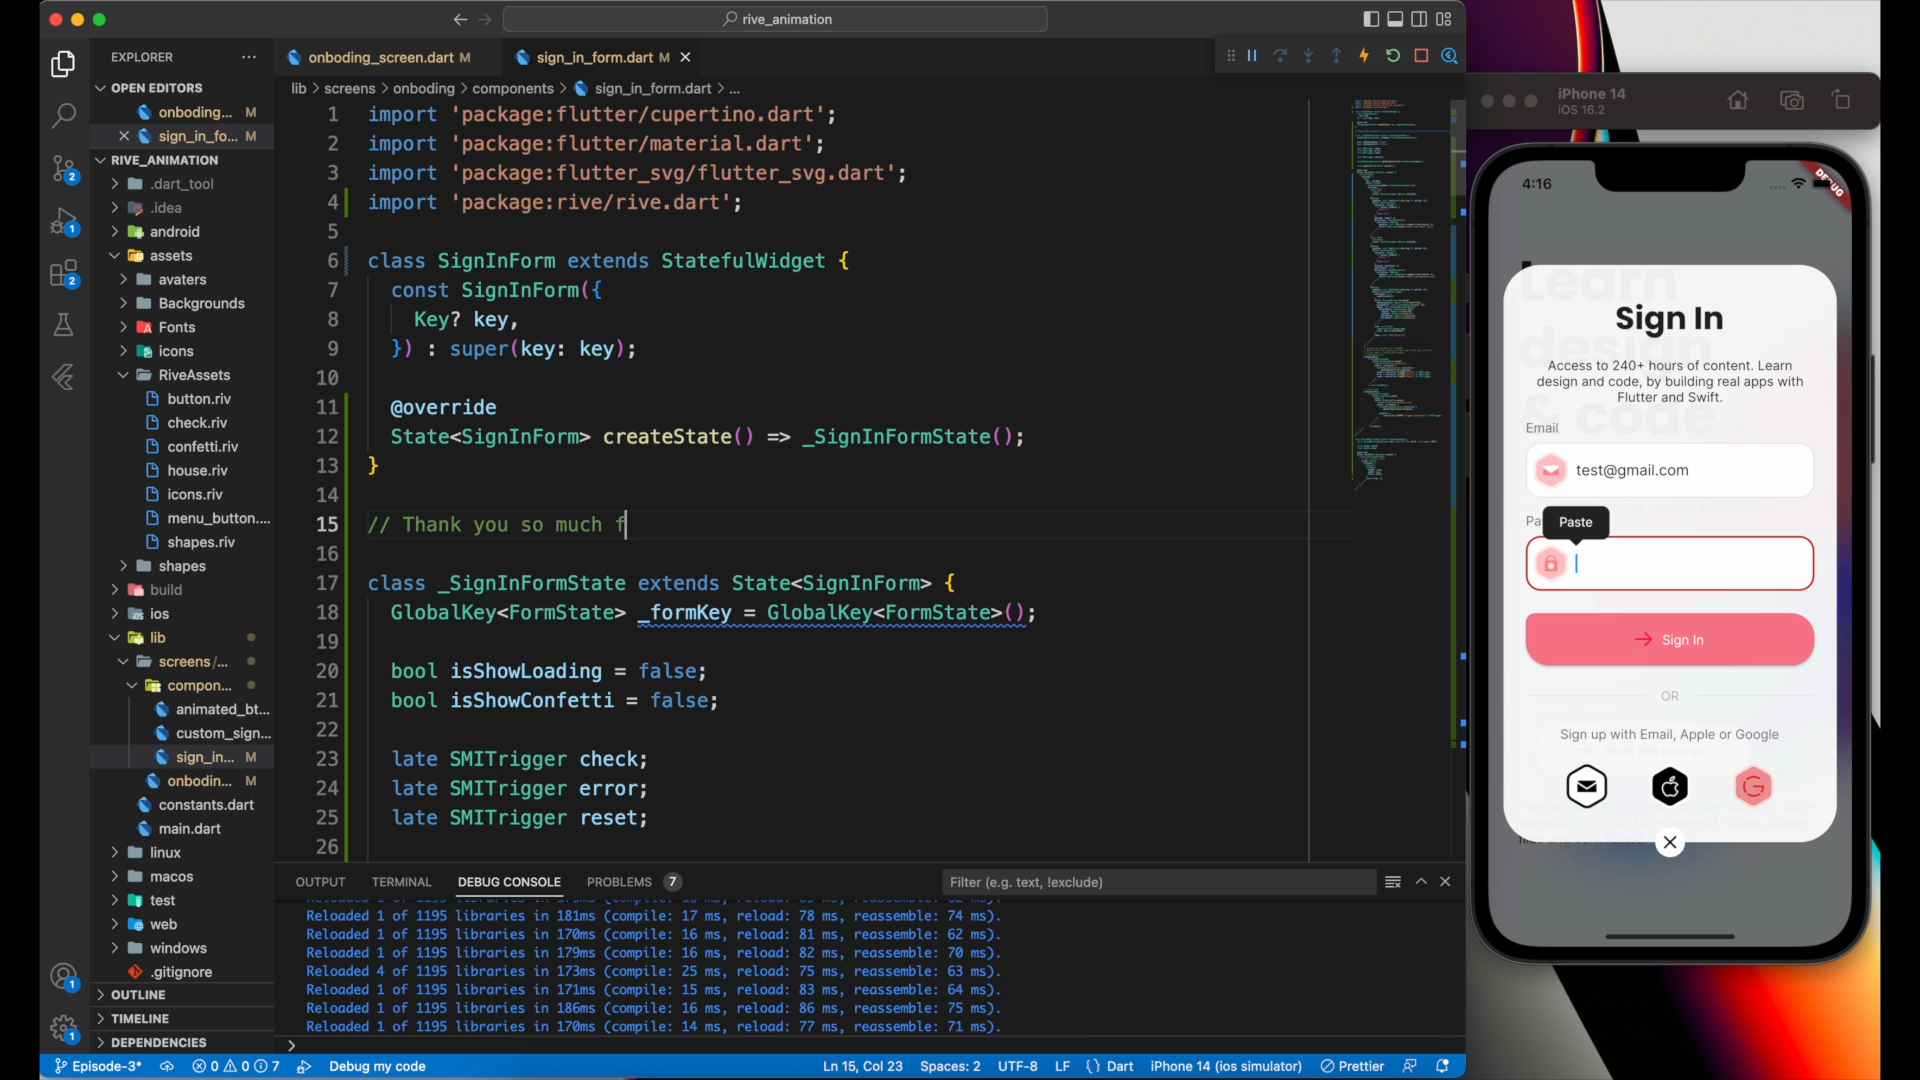 rive_animation
EXPLORER
OPEN EDITORS
onboding... M
sign_in_fo... M
RIVE_ANIMATION
.dart_tool
.idea
android
assets
avaters
Backgrounds
Fonts
icons
RiveAssets
button.riv
check.riv
confetti.riv
house.riv
icons.riv
menu_button....
shapes.riv
shapes
build
ios
lib
screens/...
compon...
animated_bt...
custom_sign...
sign_in... M
onbodin... M
constants.dart
main.dart
linux
macos
test
web
windows
.gitignore
OUTLINE
TIMELINE
DEPENDENCIES
2
1
2
1
1
onboding_screen.dart M
sign_in_form.dart M
lib > screens > onboding > components > sign_in_form.dart > ...
1 import 'package:flutter/cupertino.dart';
2 import 'package:flutter/material.dart';
3 import 'package:flutter_svg/flutter_svg.dart';
4 import 'package:rive/rive.dart';
5
6 class SignInForm extends StatefulWidget {
7 const SignInForm({
8 Key? key,
9 }) : super(key: key);
10
11 @override
12 State<SignInForm> createState() => _SignInFormState();
13 }
14
15 // Thank you so much f
16
17 class _SignInFormState extends State<SignInForm> {
18 GlobalKey<FormState> _formKey = GlobalKey<FormState>();
19
20 bool isShowLoading = false;
21 bool isShowConfetti = false;
22
23 late SMITrigger check;
24 late SMITrigger error;
25 late SMITrigger reset;
26
OUTPUT TERMINAL DEBUG CONSOLE PROBLEMS 7
Filter (e.g. text, !exclude)
Reloaded 1 of 1195 libraries in 181ms (compile: 17 ms, reload: 78 ms, reassemble: 74 ms).
Reloaded 1 of 1195 libraries in 170ms (compile: 16 ms, reload: 81 ms, reassemble: 62 ms).
Reloaded 1 of 1195 libraries in 179ms (compile: 16 ms, reload: 82 ms, reassemble: 70 ms).
Reloaded 4 of 1195 libraries in 173ms (compile: 25 ms, reload: 75 ms, reassemble: 63 ms).
Reloaded 1 of 1195 libraries in 171ms (compile: 15 ms, reload: 83 ms, reassemble: 64 ms).
Reloaded 1 of 1195 libraries in 186ms (compile: 16 ms, reload: 86 ms, reassemble: 75 ms).
Reloaded 1 of 1195 libraries in 170ms (compile: 14 ms, reload: 77 ms, reassemble: 71 ms).
Episode-3* 0 0 7 Debug my code
Ln 15, Col 23 Spaces: 2 UTF-8 LF {} Dart iPhone 14 (ios simulator) Prettier
iPhone 14
iOS 16.2
4:16
DEBUG
Learn
design
& code
Sign In
Access to 240+ hours of content. Learn
design and code, by building real apps with
Flutter and Swift.
Email
test@gmail.com
Pa
Paste
Sign In
OR
Sign up with Email, Apple or Google
Start the course